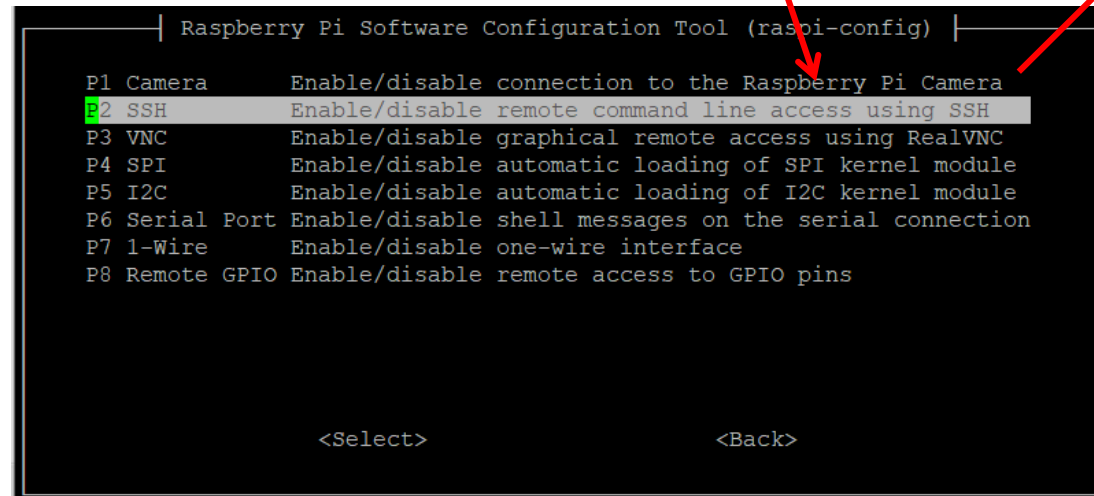 Raspberry Pi Software Configuration Tool (raspi-config)
P1 Camera Enable/disable connection to the Raspberry Pi Camera
P2 SSH Enable/disable remote command line access using SSH
P3 VNC Enable/disable graphical remote access using RealVNC
P4 SPI Enable/disable automatic loading of SPI kernel module
P5 I2C Enable/disable automatic loading of I2C kernel module
P6 Serial Port Enable/disable shell messages on the serial connection
P7 1-Wire Enable/disable one-wire interface
P8 Remote GPIO Enable/disable remote access to GPIO pins
<Select> <Back>